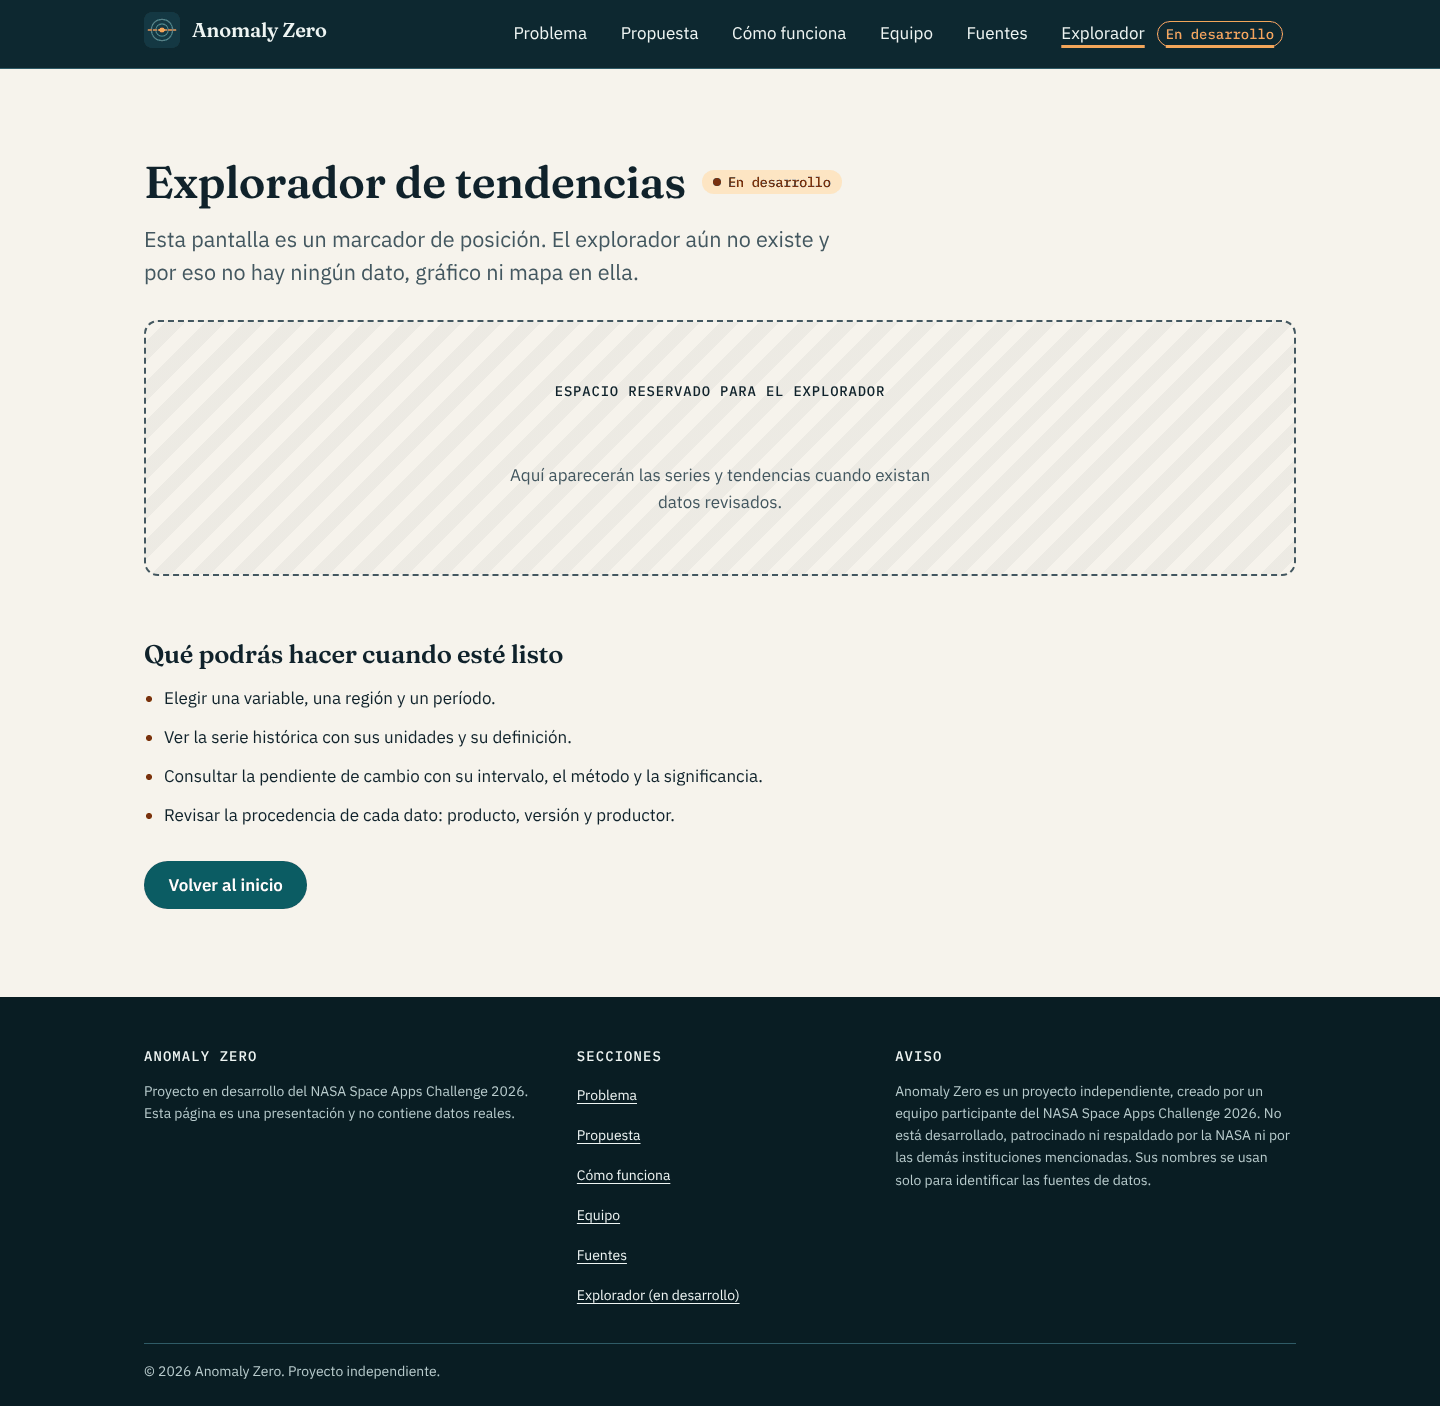 Anomaly Zero
Problema Propuesta Cómo funciona Equipo Fuentes Explorador En desarrollo
Explorador de tendencias En desarrollo
Esta pantalla es un marcador de posición. El explorador aún no existe y
por eso no hay ningún dato, gráfico ni mapa en ella.
ESPACIO RESERVADO PARA EL EXPLORADOR
Aquí aparecerán las series y tendencias cuando existan
datos revisados.
Qué podrás hacer cuando esté listo
Elegir una variable, una región y un período.
Ver la serie histórica con sus unidades y su definición.
Consultar la pendiente de cambio con su intervalo, el método y la significancia.
Revisar la procedencia de cada dato: producto, versión y productor.
Volver al inicio
ANOMALY ZERO
Proyecto en desarrollo del NASA Space Apps Challenge 2026.
Esta página es una presentación y no contiene datos reales.
SECCIONES
Problema
Propuesta
Cómo funciona
Equipo
Fuentes
Explorador (en desarrollo)
AVISO
Anomaly Zero es un proyecto independiente, creado por un
equipo participante del NASA Space Apps Challenge 2026. No
está desarrollado, patrocinado ni respaldado por la NASA ni por
las demás instituciones mencionadas. Sus nombres se usan
solo para identificar las fuentes de datos.
© 2026 Anomaly Zero. Proyecto independiente.